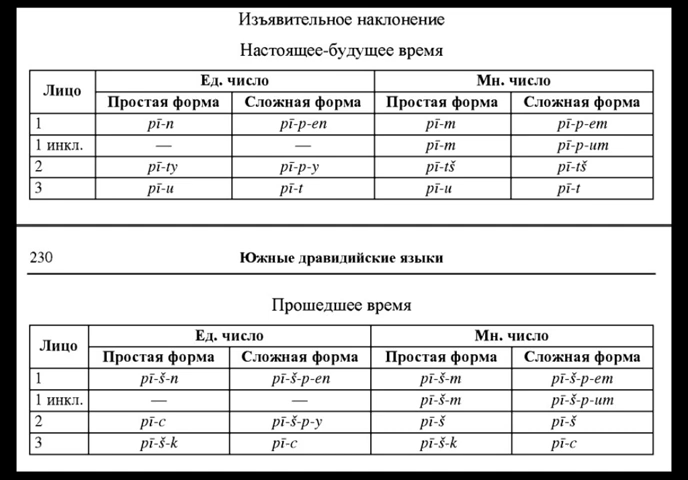 Изъявительное наклонение
Настоящее-будущее время
Лицо Ед. число Мн. число
Простая форма Сложная форма Простая форма Сложная форма
1 pī-n pī-p-en pī-m pī-p-em
1 инкл. — — pī-m pī-p-um
2 pī-ty pī-p-y pī-tš pī-tš
3 pī-u pī-t pī-u pī-t
230 Южные дравидийские языки
Прошедшее время
Лицо Ед. число Мн. число
Простая форма Сложная форма Простая форма Сложная форма
1 pī-š-n pī-š-p-en pī-š-m pī-š-p-em
1 инкл. — — pī-š-m pī-š-p-um
2 pī-c pī-š-p-y pī-š pī-š
3 pī-š-k pī-c pī-š-k pī-c